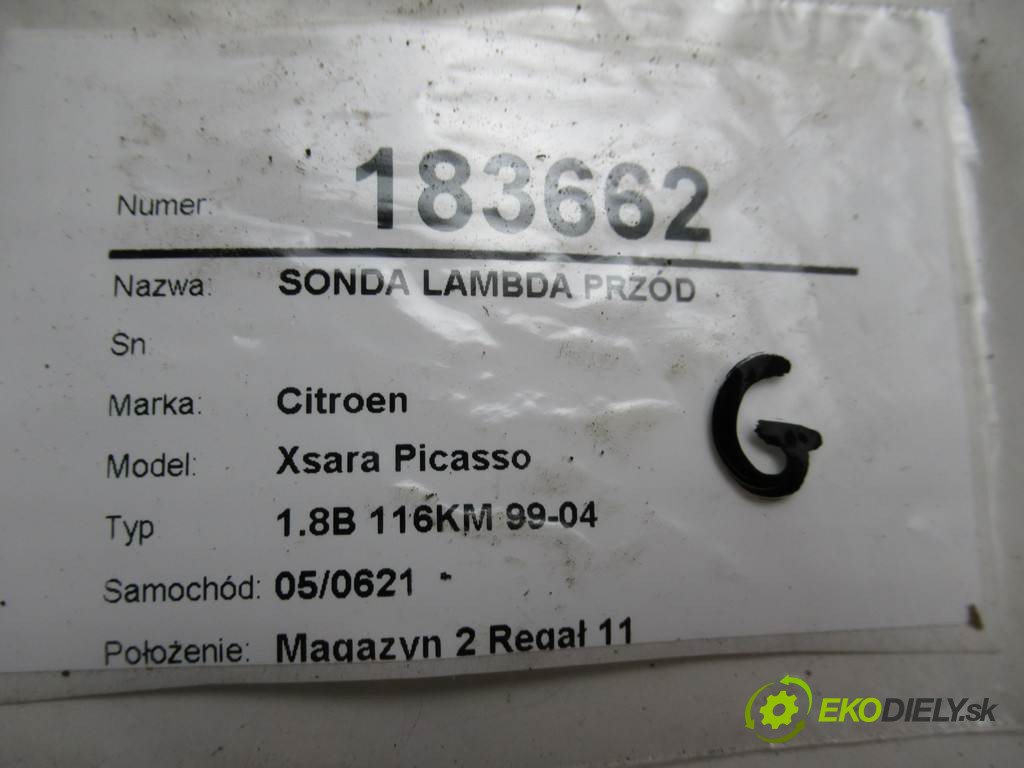 Numer: 183662
Nazwa: SONDA LAMBDA PRZÓD
Sn
Marka: Citroen
Model: Xsara Picasso
G
Typ 1.8B 116KM 99-04
Samochód: 05/0621
Położenie: Magazyn 2 Regał 11
EKODIELY.sk